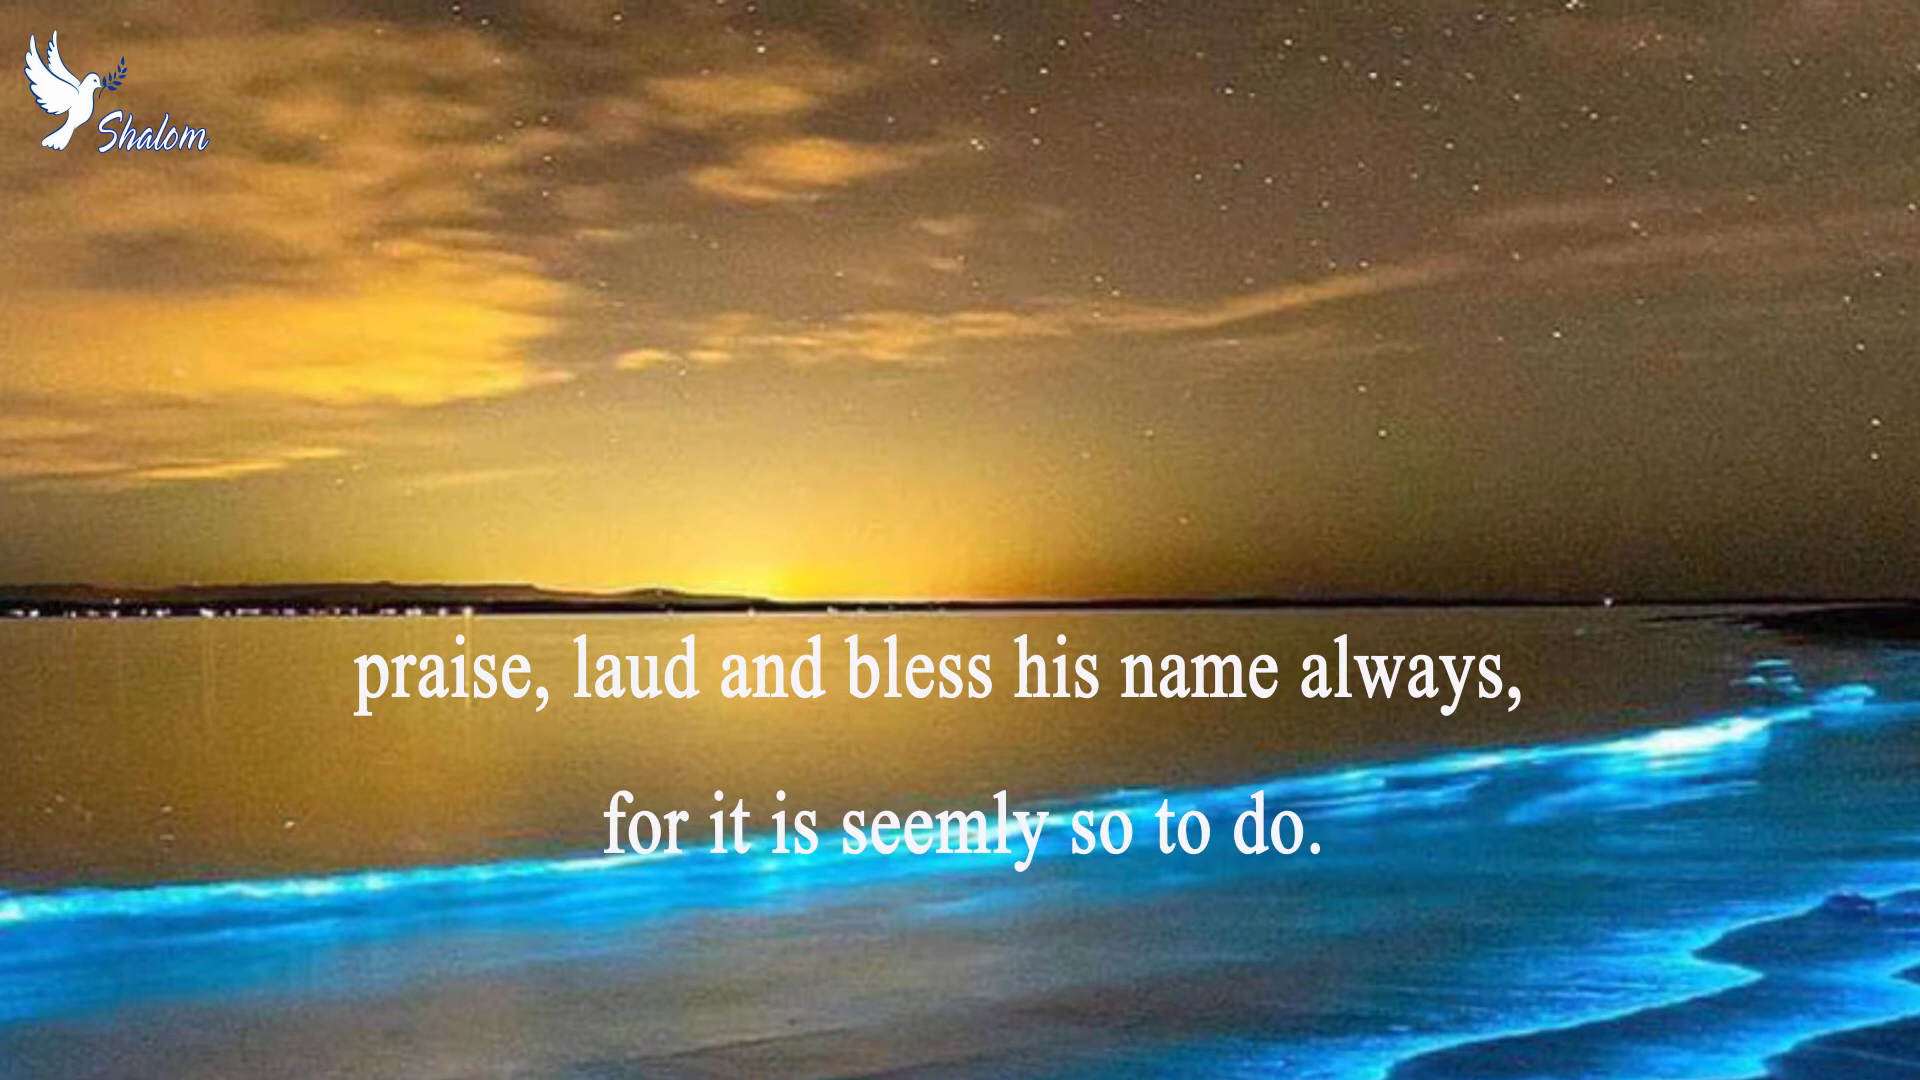 Shalom
praise, laud and bless his name always,
for it is seemly so to do.